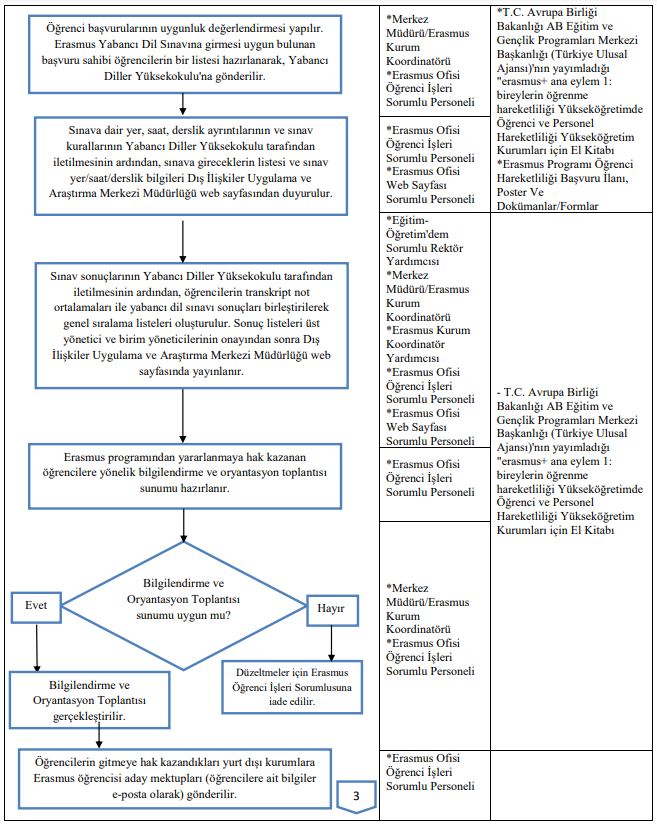 Öğrenci başvurularının uygunluk değerlendirmesi yapılır.
Erasmus Yabancı Dil Sınavına girmesi uygun bulunan
başvuru sahibi öğrencilerin bir listesi hazırlanarak, Yabancı
Diller Yüksekokulu'na gönderilir.
*Merkez
Müdürü/Erasmus
Kurum
Koordinatörü
*Erasmus Ofisi
Öğrenci İşleri
Sorumlu Personeli
*T.C. Avrupa Birliği
Bakanlığı AB Eğitim ve
Gençlik Programları Merkezi
Başkanlığı (Türkiye Ulusal
Ajansı)'nın yayımladığı
"erasmus+ ana eylem 1:
bireylerin öğrenme
hareketliliği Yükseköğretimde
Öğrenci ve Personel
Hareketliliği Yükseköğretim
Kurumları için El Kitabı
*Erasmus Programı Öğrenci
Hareketliliği Başvuru İlanı,
Poster Ve
Dokümanlar/Formlar
Sınava dair yer, saat, derslik ayrıntılarının ve sınav
kurallarının Yabancı Diller Yüksekokulu tarafından
iletilmesinin ardından, sınava gireceklerin listesi ve sınav
yer/saat/derslik bilgileri Dış İlişkiler Uygulama ve
Araştırma Merkezi Müdürlüğü web sayfasından duyurulur.
*Erasmus Ofisi
Öğrenci İşleri
Sorumlu Personeli
*Erasmus Ofisi
Web Sayfası
Sorumlu Personeli
Sınav sonuçlarının Yabancı Diller Yüksekokulu tarafından
iletilmesinin ardından, öğrencilerin transkript not
ortalamaları ile yabancı dil sınavı sonuçları birleştirilerek
genel sıralama listeleri oluşturulur. Sonuç listeleri üst
yönetici ve birim yöneticilerinin onayından sonra Dış
İlişkiler Uygulama ve Araştırma Merkezi Müdürlüğü web
sayfasında yayınlanır.
*Eğitim-
Öğretim'dem
Sorumlu Rektör
Yardımcısı
*Merkez
Müdürü/Erasmus
Kurum
Koordinatörü
*Erasmus Kurum
Koordinatör
Yardımcısı
*Erasmus Ofisi
Öğrenci İşleri
Sorumlu Personeli
*Erasmus Ofisi
Web Sayfası
Sorumlu Personeli
- T.C. Avrupa Birliği
Bakanlığı AB Eğitim ve
Gençlik Programları Merkezi
Başkanlığı (Türkiye Ulusal
Ajansı)'nın yayımladığı
"erasmus+ ana eylem 1:
bireylerin öğrenme
hareketliliği Yükseköğretimde
Öğrenci ve Personel
Hareketliliği Yükseköğretim
Kurumları için El Kitabı
Erasmus programından yararlanmaya hak kazanan
öğrencilere yönelik bilgilendirme ve oryantasyon toplantısı
sunumu hazırlanır.
*Erasmus Ofisi
Öğrenci İşleri
Sorumlu Personeli
Bilgilendirme ve
Oryantasyon Toplantısı
sunumu uygun mu?
Evet
Hayır
*Merkez
Müdürü/Erasmus
Kurum
Koordinatörü
*Erasmus Ofisi
Öğrenci İşleri
Sorumlu Personeli
Bilgilendirme ve
Oryantasyon Toplantısı
gerçekleştirilir.
Düzeltmeler için Erasmus
Öğrenci İşleri Sorumlusuna
iade edilir.
Öğrencilerin gitmeye hak kazandıkları yurt dışı kurumlara
Erasmus öğrencisi aday mektupları (öğrencilere ait bilgiler
e-posta olarak) gönderilir.
3
*Erasmus Ofisi
Öğrenci İşleri
Sorumlu Personeli